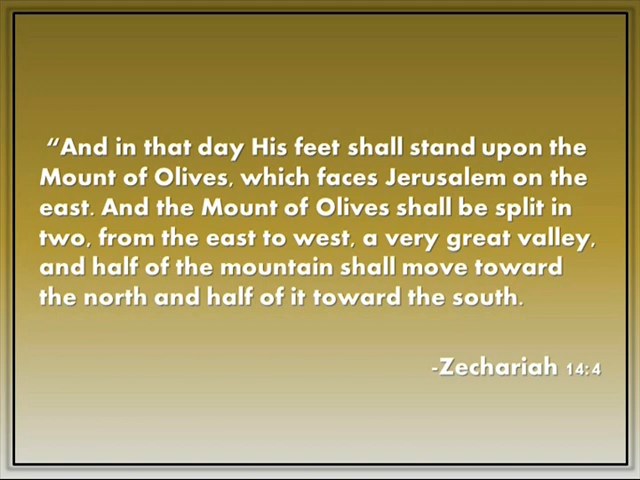 “And in that day His feet shall stand upon the
Mount of Olives, which faces Jerusalem on the
east. And the Mount of Olives shall be split in
two, from the east to west, a very great valley,
and half of the mountain shall move toward
the north and half of it toward the south.
-Zechariah 14:4